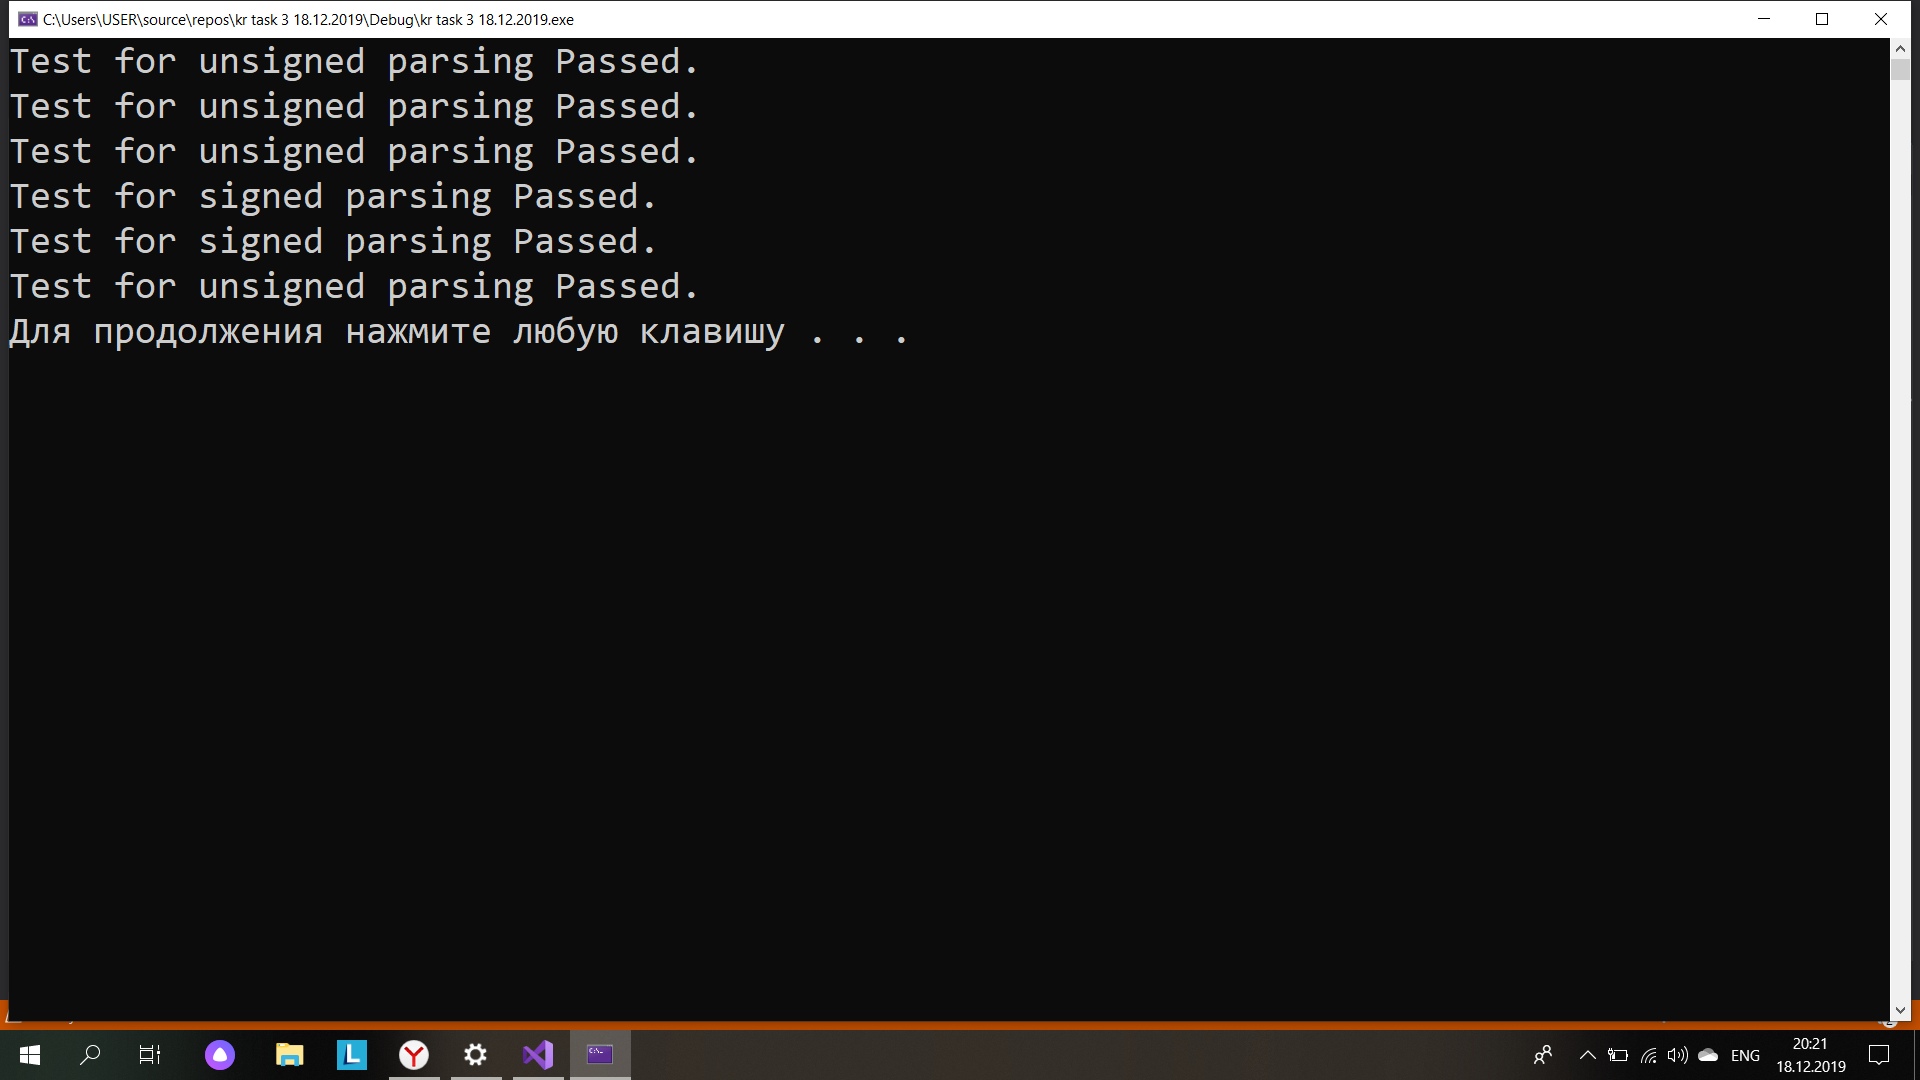 C:\Users\USER\source\repos\kr task 3 18.12.2019\Debug\kr task 3 18.12.2019.exe
Test for unsigned parsing Passed.
Test for unsigned parsing Passed.
Test for unsigned parsing Passed.
Test for signed parsing Passed.
Test for signed parsing Passed.
Test for unsigned parsing Passed.
Для продолжения нажмите любую клавишу . . .
ENG
20:21
18.12.2019